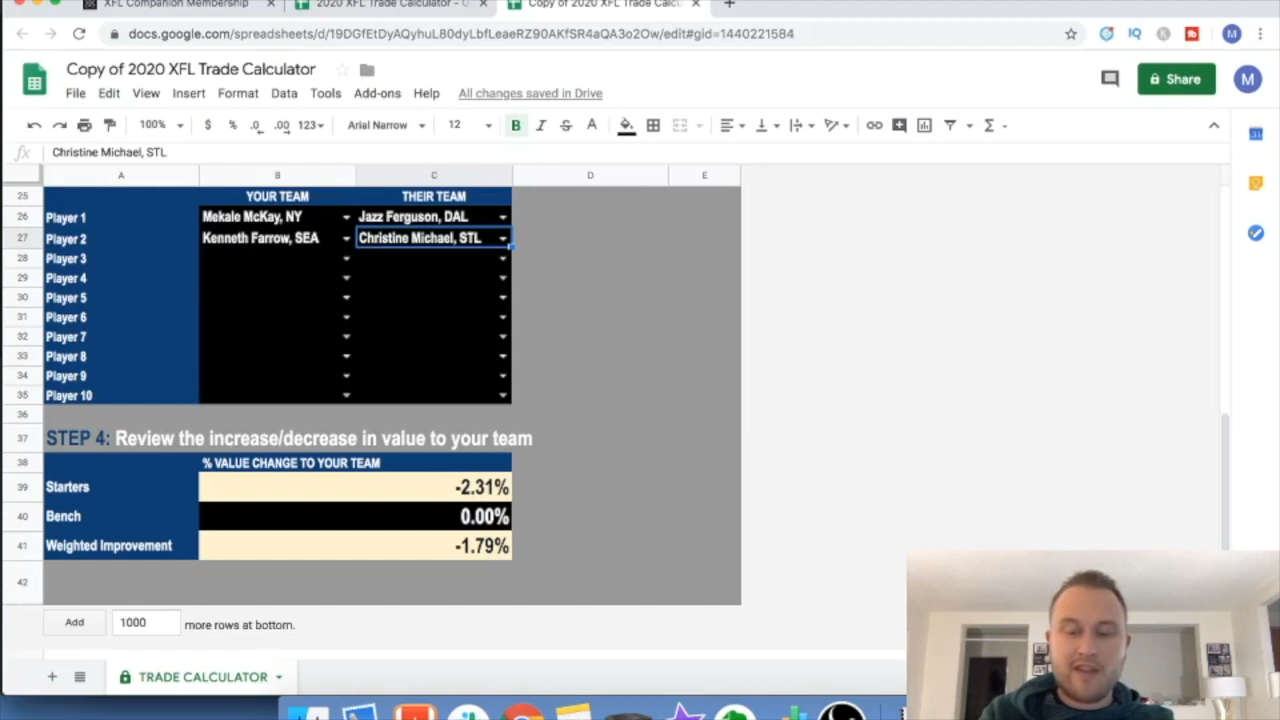 XFL Companion Membership
2020 XFL Trade Calculator - G
Copy of 2020 XFL Trade Calcul
docs.google.com/spreadsheets/d/19DGfEtDyAQyhuL80dyLbfLeaeRZ90AKfSR4aQA3o2Ow/edit#gid=1440221584
IQ
K
M
Copy of 2020 XFL Trade Calculator
File Edit View Insert Format Data Tools Add-ons Help All changes saved in Drive
Share
M
100% $ % .0 .00 123 Arial Narrow 12 B I S A
fx Christine Michael, STL
A B C D E
25 YOUR TEAM THEIR TEAM
26 Player 1 Mekale McKay, NY Jazz Ferguson, DAL
27 Player 2 Kenneth Farrow, SEA Christine Michael, STL
28 Player 3
29 Player 4
30 Player 5
31 Player 6
32 Player 7
33 Player 8
34 Player 9
35 Player 10
36
37 STEP 4: Review the increase/decrease in value to your team
38 % VALUE CHANGE TO YOUR TEAM
39 Starters -2.31%
40 Bench 0.00%
41 Weighted Improvement -1.79%
42
Add 1000 more rows at bottom.
TRADE CALCULATOR